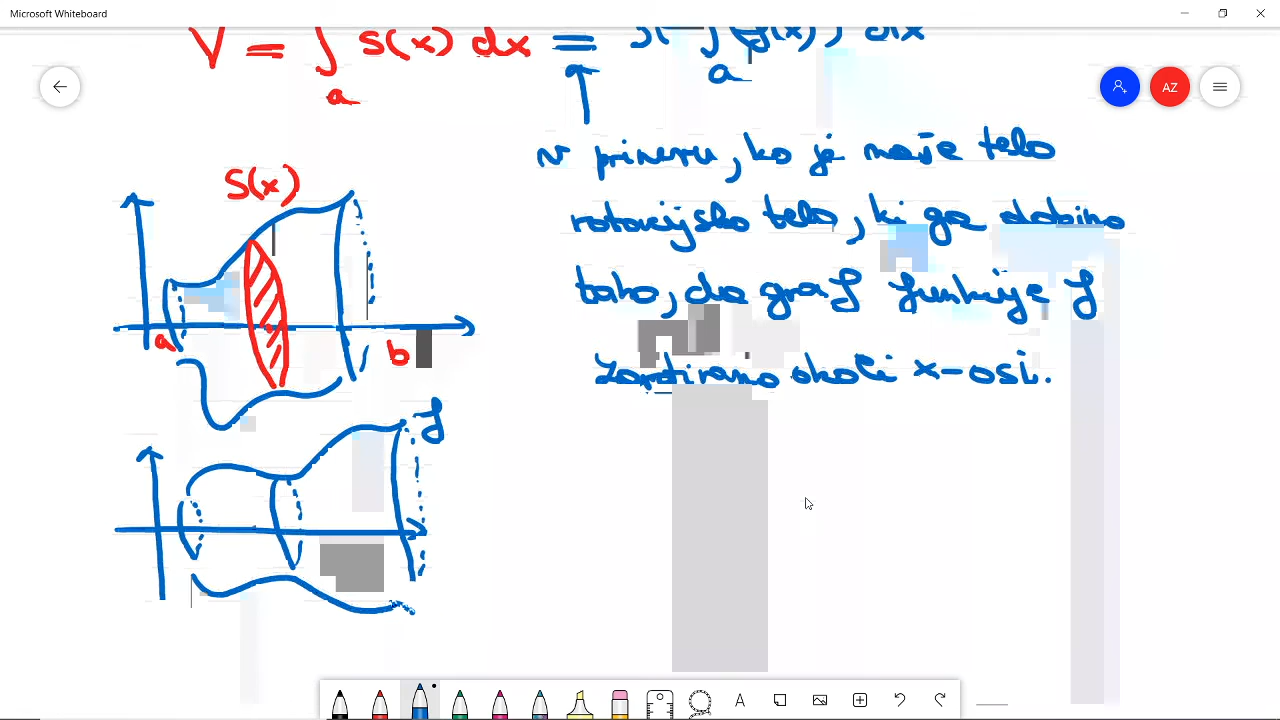 Microsoft Whiteboard
V = ∫ S(x) dx =
a
a
AZ
v primeru, ko je naše telo
S(x)
rotacijsko telo, ki ga dobimo
tako, da graf funkcije f
a
b
zarotiramo okoli x-osi.
f
A